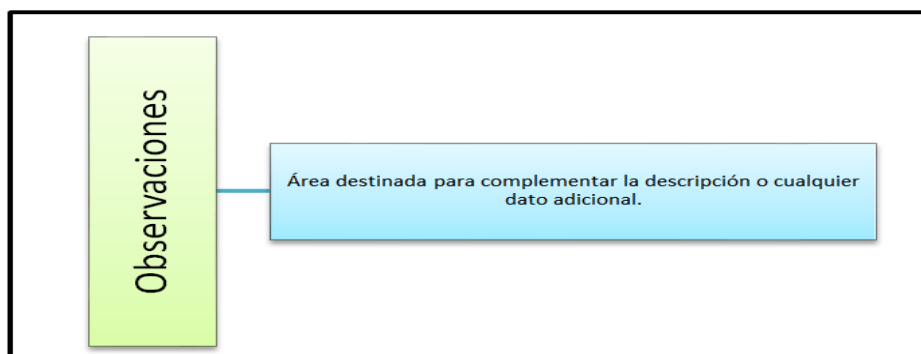 Observaciones
Área destinada para complementar la descripción o cualquier
dato adicional.